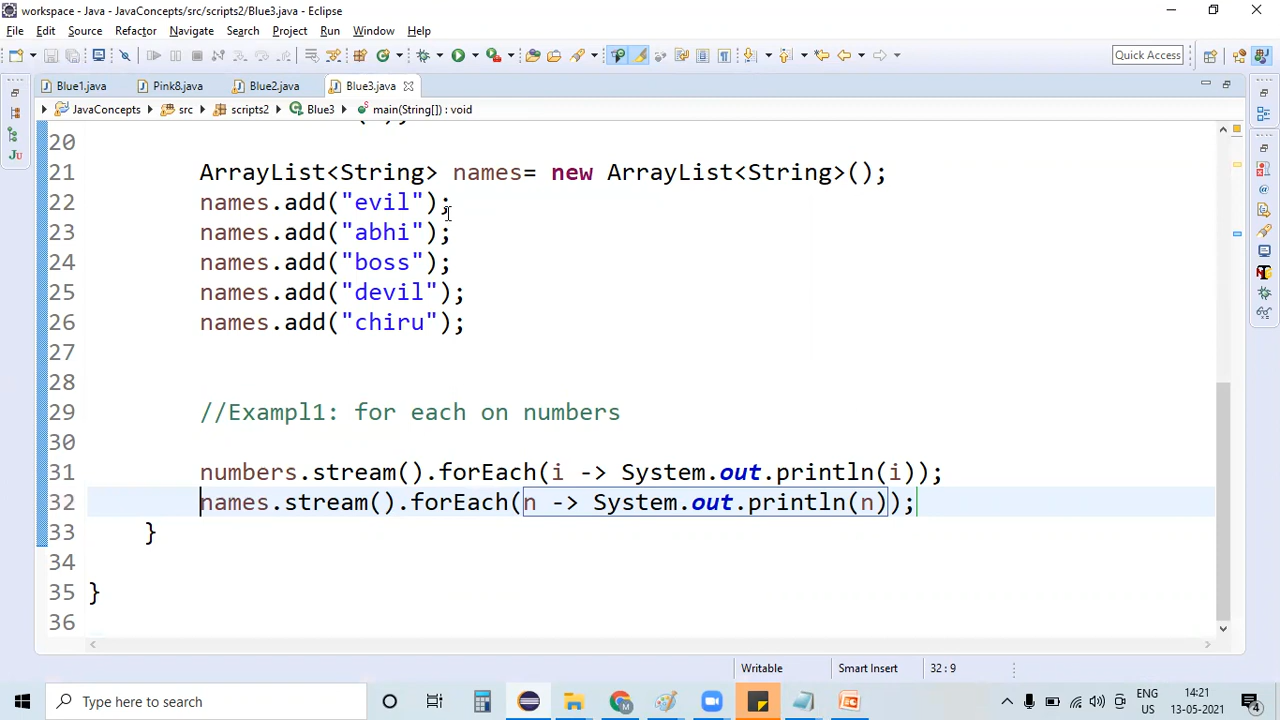 workspace - Java - JavaConcepts/src/scripts2/Blue3.java - Eclipse
File Edit Source Refactor Navigate Search Project Run Window Help
Quick Access
Blue1.java Pink8.java Blue2.java Blue3.java
JavaConcepts src scripts2 Blue3 main(String[]) : void
20
21 ArrayList<String> names= new ArrayList<String>();
22 names.add("evil");
23 names.add("abhi");
24 names.add("boss");
25 names.add("devil");
26 names.add("chiru");
27
28
29 //Exampl1: for each on numbers
30
31 numbers.stream().forEach(i -> System.out.println(i));
32 names.stream().forEach(n -> System.out.println(n));
33 }
34
35 }
36
Writable Smart Insert 32 : 9
Type here to search
ENG
US
14:21
13-05-2021
4